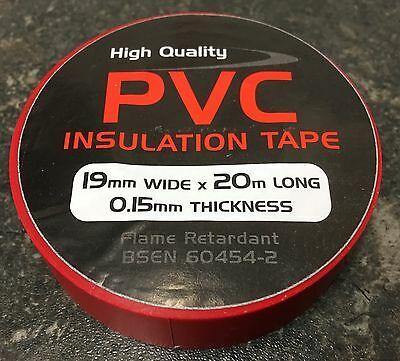 High Quality
PVC
INSULATION TAPE
19mm WIDE x 20m LONG
0.15mm THICKNESS
Flame Retardant
BSEN 60454-2